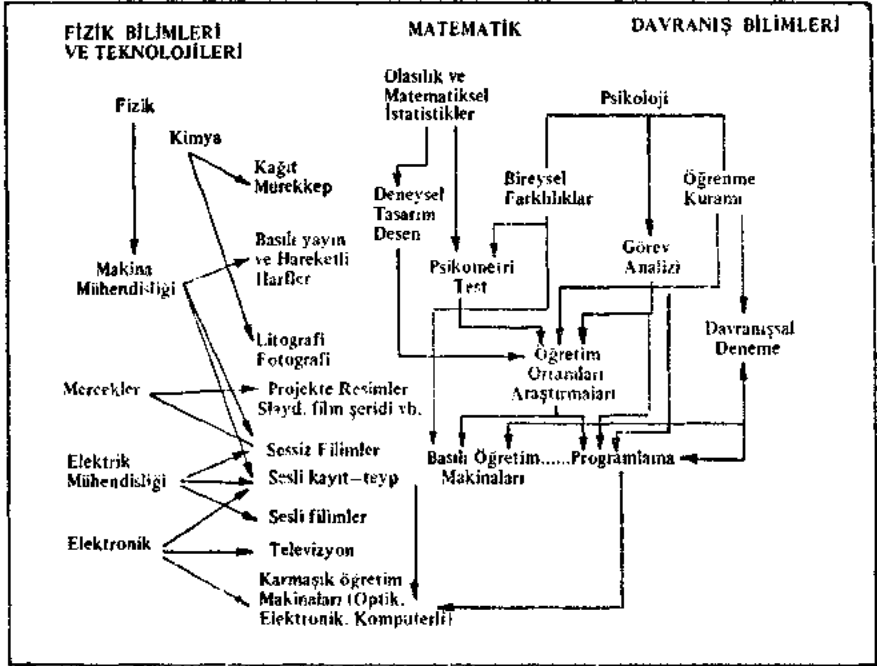 FİZİK BİLİMLERİ
VE TEKNOLOJİLERİ
MATEMATİK
DAVRANIŞ BİLİMLERİ
Fizik
Kimya
Kağıt
Mürekkep
Basılı yayın
ve Hareketli
Harfler
Makina
Mühendisliği
Litografi
Fotografi
Mercekler
Projekte Resimler
Slayd. film şeridi vb.
Sessiz Filimler
Elektrik
Mühendisliği
Sesli kayıt–teyp
Sesli filimler
Elektronik
Televizyon
Karmaşık öğretim
Makinaları (Optik.
Elektronik. Komputerli)
Olasılık ve
Matematiksel
İstatistikler
Deneysel
Tasarım
Desen
Psikometri
Test
Psikoloji
Bireysel
Farklılıklar
Öğrenme
Kuramı
Görev
Analizi
Davranışsal
Deneme
Öğretim
Ortamları
Araştırmaları
Basılı Öğretim......Programlama
Makinaları